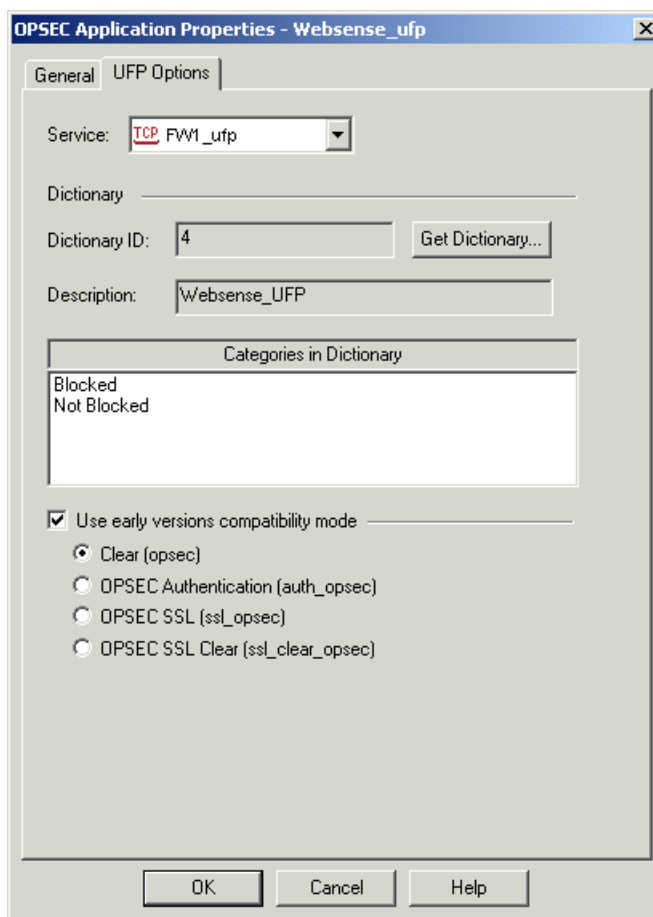 OPSEC Application Properties - Websense_ufp
General UFP Options
Service: TCP FW1_ufp
Dictionary
Dictionary ID: 4 Get Dictionary...
Description: Websense_UFP
Categories in Dictionary
Blocked
Not Blocked
Use early versions compatibility mode
Clear (opsec)
OPSEC Authentication (auth_opsec)
OPSEC SSL (ssl_opsec)
OPSEC SSL Clear (ssl_clear_opsec)
OK Cancel Help